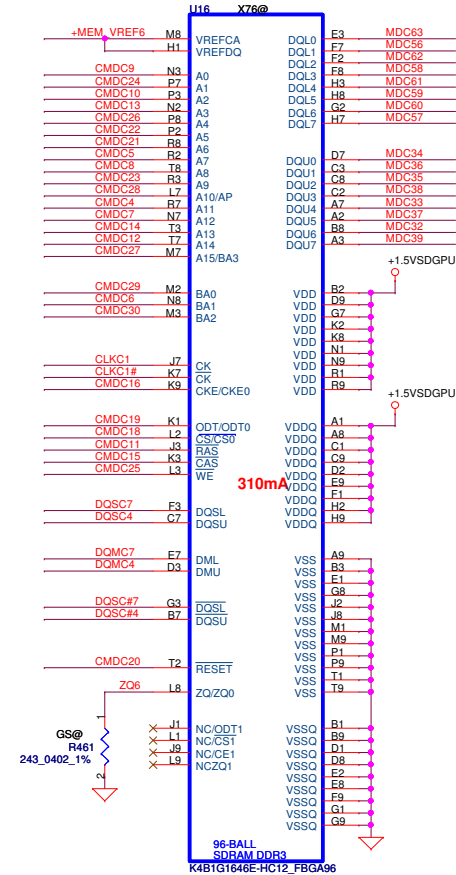 U16 X76@
+MEM_VREF6 M8 VREFCA
H1 VREFDQ
CMDC9 N3 A0
CMDC24 P7 A1
CMDC10 P3 A2
CMDC13 N2 A3
CMDC26 P8 A4
CMDC22 P2 A5
CMDC21 R8 A6
CMDC5 R2 A7
CMDC8 T8 A8
CMDC23 R3 A9
CMDC28 L7 A10/AP
CMDC4 R7 A11
CMDC7 N7 A12
CMDC14 T3 A13
CMDC12 T7 A14
CMDC27 M7 A15/BA3
CMDC29 M2 BA0
CMDC6 N8 BA1
CMDC30 M3 BA2
CLKC1 J7 CK
CLKC1# K7 CK
CMDC16 K9 CKE/CKE0
CMDC19 K1 ODT/ODT0
CMDC18 L2 CS/CS0
CMDC11 J3 RAS
CMDC15 K3 CAS
CMDC25 L3 WE
310mA
DQSC7 F3 DQSL
DQSC4 C7 DQSU
DQMC7 E7 DML
DQMC4 D3 DMU
DQSC#7 G3 DQSL
DQSC#4 B7 DQSU
CMDC20 T2 RESET
ZQ6 L8 ZQ/ZQ0
1
GS@
R461
243_0402_1%
2
J1 NC/ODT1
L1 NC/CS1
J9 NC/CE1
L9 NCZQ1
DQL0 E3 MDC63
DQL1 F7 MDC56
DQL2 F2 MDC62
DQL3 F8 MDC58
DQL4 H3 MDC61
DQL5 H8 MDC59
DQL6 G2 MDC60
DQL7 H7 MDC57
DQU0 D7 MDC34
DQU1 C3 MDC36
DQU2 C8 MDC35
DQU3 C2 MDC38
DQU4 A7 MDC33
DQU5 A2 MDC37
DQU6 B8 MDC32
DQU7 A3 MDC39
+1.5VSDGPU
VDD B2
VDD D9
VDD G7
VDD K2
VDD K8
VDD N1
VDD N9
VDD R1
VDD R9
+1.5VSDGPU
VDDQ A1
VDDQ A8
VDDQ C1
VDDQ C9
VDDQ D2
VDDQ E9
VDDQ F1
VDDQ H2
VDDQ H9
VSS A9
VSS B3
VSS E1
VSS G8
VSS J2
VSS J8
VSS M1
VSS M9
VSS P1
VSS P9
VSS T1
VSS T9
VSSQ B1
VSSQ B9
VSSQ D1
VSSQ D8
VSSQ E2
VSSQ E8
VSSQ F9
VSSQ G1
VSSQ G9
96-BALL
SDRAM DDR3
K4B1G1646E-HC12_FBGA96